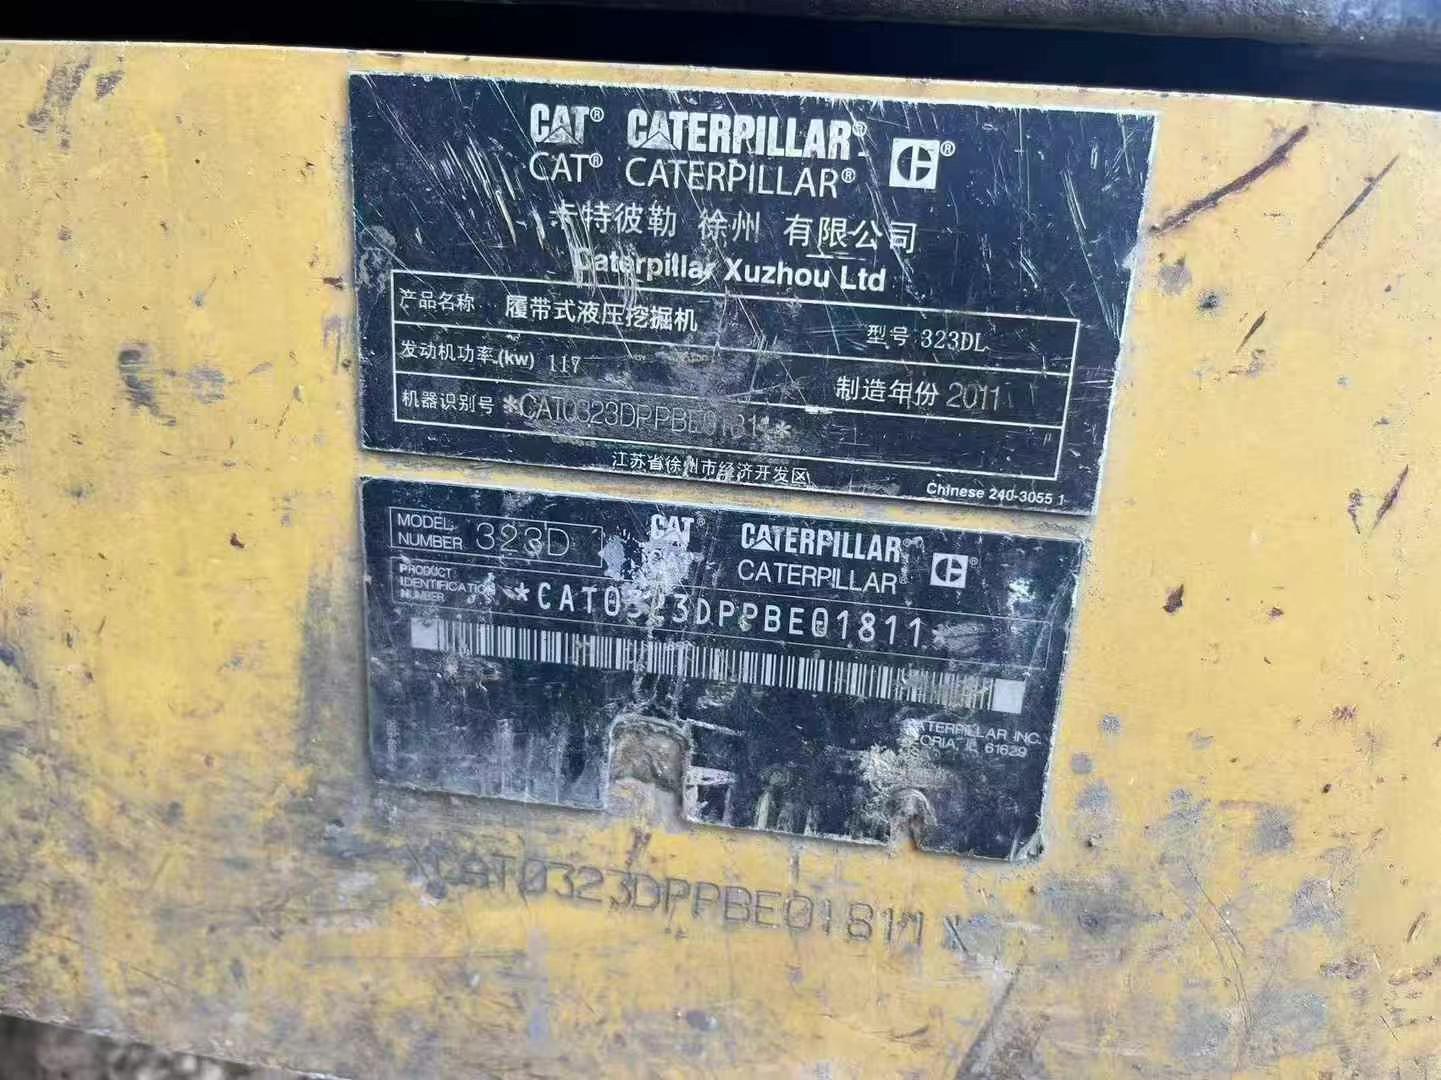 CAT® CATERPILLAR®
CAT® CATERPILLAR®
卡特彼勒 徐州 有限公司
Caterpillar Xuzhou Ltd
产品名称 履带式液压挖掘机 型号 323DL
发动机功率(kw) 117 制造年份 2011
机器识别号 *CAT0323DPPBE01811*
江苏省徐州市经济开发区
Chinese 240-3055 1
MODEL NUMBER 323D
CAT® CATERPILLAR®
CATERPILLAR®
PRODUCT IDENTIFICATION NUMBER *CAT0323DPPBE01811*
CATERPILLAR INC.
IL 61629
CAT0323DPPBE01811